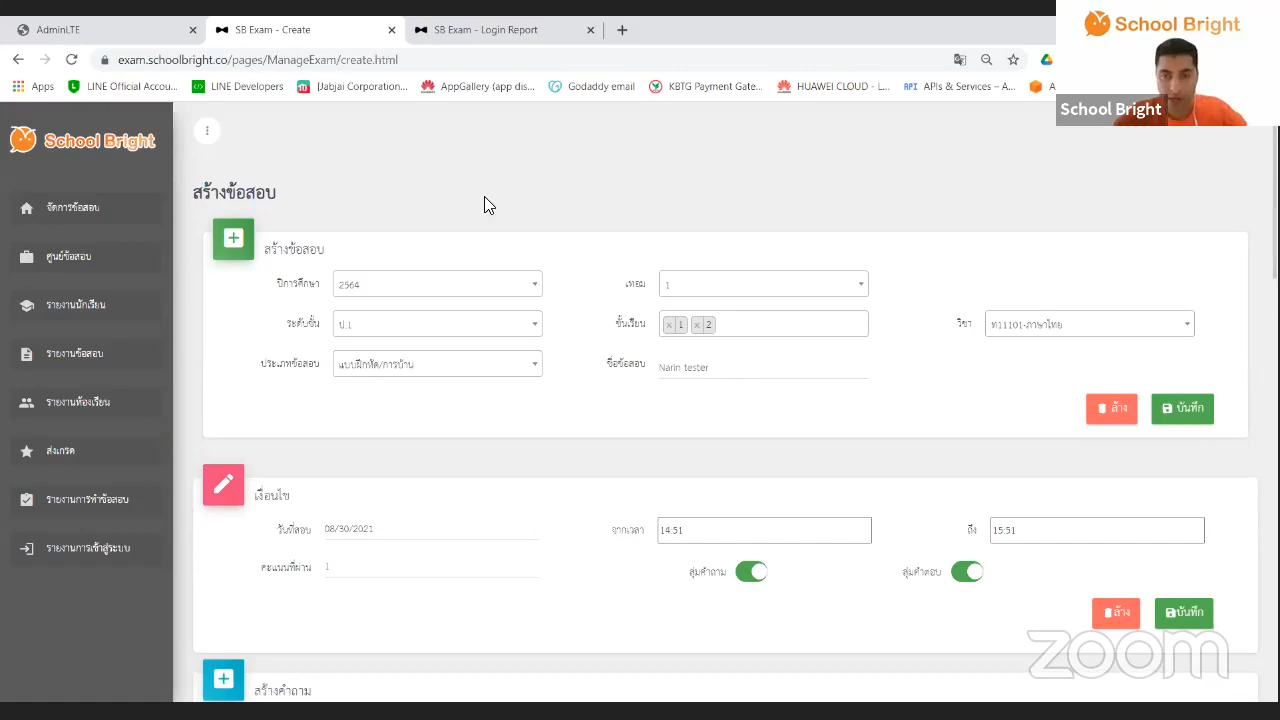 AdminLTE
SB Exam - Create
SB Exam - Login Report
exam.schoolbright.co/pages/ManageExam/create.html
Apps
LINE Official Accou...
LINE Developers
[Jabjai Corporation...
AppGallery (app dis...
Godaddy email
KBTG Payment Gate...
HUAWEI CLOUD - L...
API APIs & Services – A...
School Bright
School Bright
School Bright
จัดการข้อสอบ
ศูนย์ข้อสอบ
รายงานนักเรียน
รายงานข้อสอบ
รายงานห้องเรียน
ส่งเกรด
รายงานการทำข้อสอบ
รายงานการเข้าสู่ระบบ
สร้างข้อสอบ
สร้างข้อสอบ
ปีการศึกษา 2564 เทอม 1
ระดับชั้น ป.1 ชั้นเรียน × 1 × 2 วิชา ท11101-ภาษาไทย
ประเภทข้อสอบ แบบฝึกหัด/การบ้าน ชื่อข้อสอบ Narin tester
ล้าง บันทึก
เงื่อนไข
วันที่สอบ 08/30/2021 จากเวลา 14:51 ถึง 15:51
คะแนนที่ผ่าน 1 สุ่มคำถาม สุ่มคำตอบ
ล้าง บันทึก
zoom
สร้างคำถาม